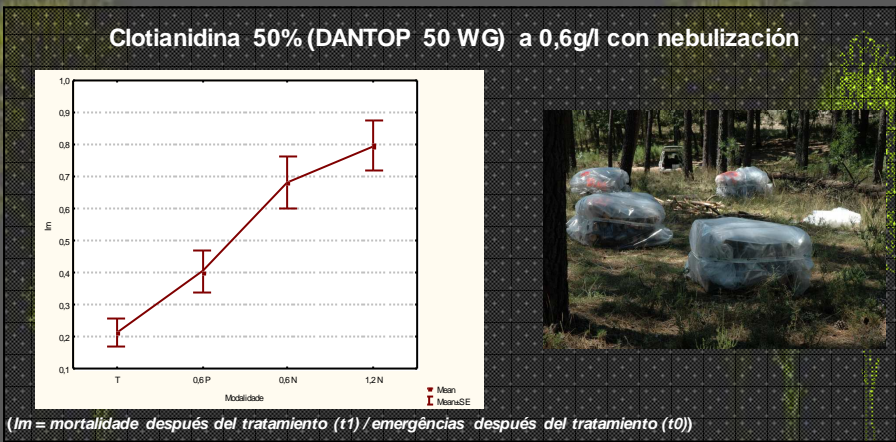 Clotianidina 50% (DANTOP 50 WG) a 0,6g/l con nebulización
1,0
0,9
0,8
0,7
0,6
0,5
0,4
0,3
0,2
0,1
Im
T
0,6 P
0,6 N
1,2 N
Modalidade
Mean
Mean±SE
(Im = mortalidade después del tratamiento (t1) / emergências después del tratamiento (t0))